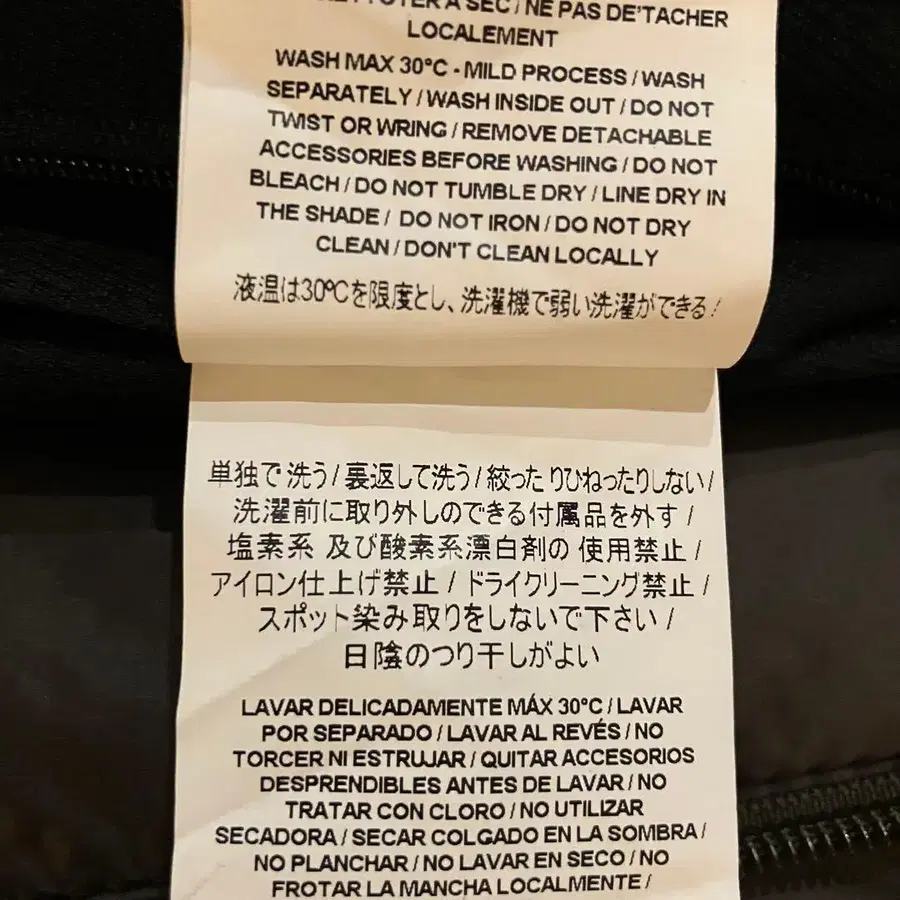 A SEC / NE PAS DE'TACHER
LOCALEMENT
WASH MAX 30°C - MILD PROCESS / WASH
SEPARATELY / WASH INSIDE OUT / DO NOT
TWIST OR WRING / REMOVE DETACHABLE
ACCESSORIES BEFORE WASHING / DO NOT
BLEACH / DO NOT TUMBLE DRY / LINE DRY IN
THE SHADE / DO NOT IRON / DO NOT DRY
CLEAN / DON'T CLEAN LOCALLY
液温は30℃を限度とし、洗濯機で弱い洗濯ができる /
単独で 洗う / 裏返して洗う / 絞ったりひねったりしない /
洗濯前に取り外しのできる付属品を外す /
塩素系 及び酸素系漂白剤の 使用禁止 /
アイロン仕上げ禁止 / ドライクリーニング禁止 /
スポット染み取りをしないで下さい /
日陰のつり干しがよい
LAVAR DELICADAMENTE MÁX 30°C / LAVAR
POR SEPARADO / LAVAR AL REVÉS / NO
TORCER NI ESTRUJAR / QUITAR ACCESORIOS
DESPRENDIBLES ANTES DE LAVAR / NO
TRATAR CON CLORO / NO UTILIZAR
SECADORA / SECAR COLGADO EN LA SOMBRA /
NO PLANCHAR / NO LAVAR EN SECO / NO
FROTAR LA MANCHA LOCALMENTE /